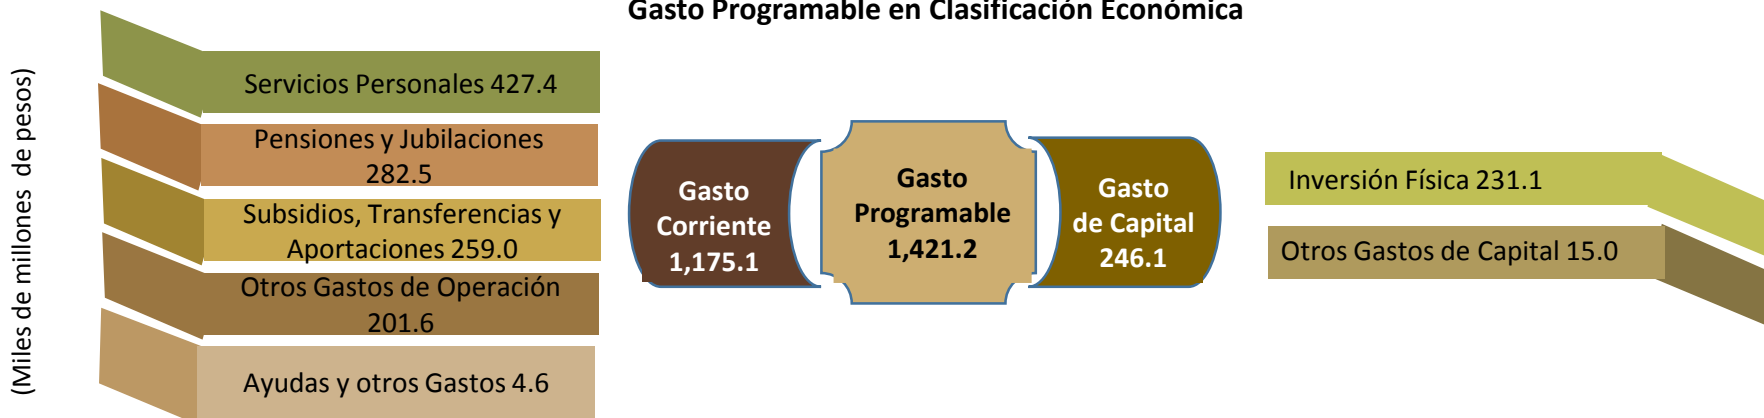 Gasto Programable en Clasificación Económica
(Miles de millones de pesos)
Servicios Personales 427.4
Pensiones y Jubilaciones
282.5
Subsidios, Transferencias y
Aportaciones 259.0
Otros Gastos de Operación
201.6
Ayudas y otros Gastos 4.6
Gasto
Corriente
1,175.1
Gasto
Programable
1,421.2
Gasto
de Capital
246.1
Inversión Física 231.1
Otros Gastos de Capital 15.0